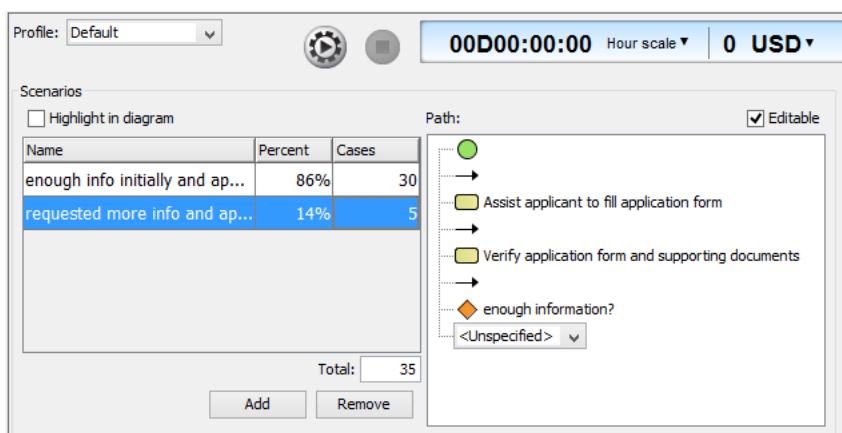 Profile: Default
00D00:00:00 Hour scale 0 USD
Scenarios
Highlight in diagram
Path:
Editable
Name Percent Cases
enough info initially and ap... 86% 30
requested more info and ap... 14% 5
Assist applicant to fill application form
Verify application form and supporting documents
enough information?
<Unspecified>
Total: 35
Add Remove